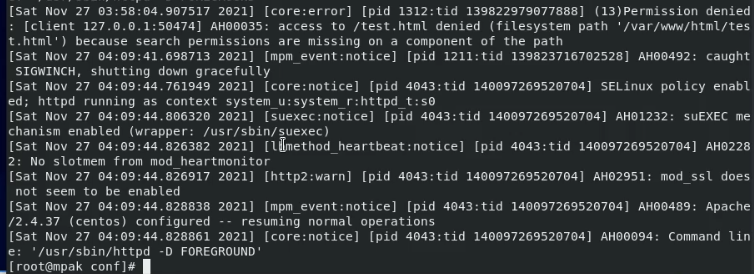 [Sat Nov 27 03:58:04.907517 2021] [core:error] [pid 1312:tid 139822979077888] (13)Permission denied
: [client 127.0.0.1:50474] AH00035: access to /test.html denied (filesystem path '/var/www/html/tes
t.html') because search permissions are missing on a component of the path
[Sat Nov 27 04:09:41.698713 2021] [mpm_event:notice] [pid 1211:tid 139823716702528] AH00492: caught
 SIGWINCH, shutting down gracefully
[Sat Nov 27 04:09:44.761949 2021] [core:notice] [pid 4043:tid 140097269520704] SELinux policy enabl
ed; httpd running as context system_u:system_r:httpd_t:s0
[Sat Nov 27 04:09:44.806320 2021] [suexec:notice] [pid 4043:tid 140097269520704] AH01232: suEXEC me
chanism enabled (wrapper: /usr/sbin/suexec)
[Sat Nov 27 04:09:44.826382 2021] [lbmethod_heartbeat:notice] [pid 4043:tid 140097269520704] AH0228
2: No slotmem from mod_heartmonitor
[Sat Nov 27 04:09:44.826917 2021] [http2:warn] [pid 4043:tid 140097269520704] AH02951: mod_ssl does
 not seem to be enabled
[Sat Nov 27 04:09:44.828838 2021] [mpm_event:notice] [pid 4043:tid 140097269520704] AH00489: Apache
/2.4.37 (centos) configured -- resuming normal operations
[Sat Nov 27 04:09:44.828861 2021] [core:notice] [pid 4043:tid 140097269520704] AH00094: Command lin
e: '/usr/sbin/httpd -D FOREGROUND'
[root@mpak conf]#